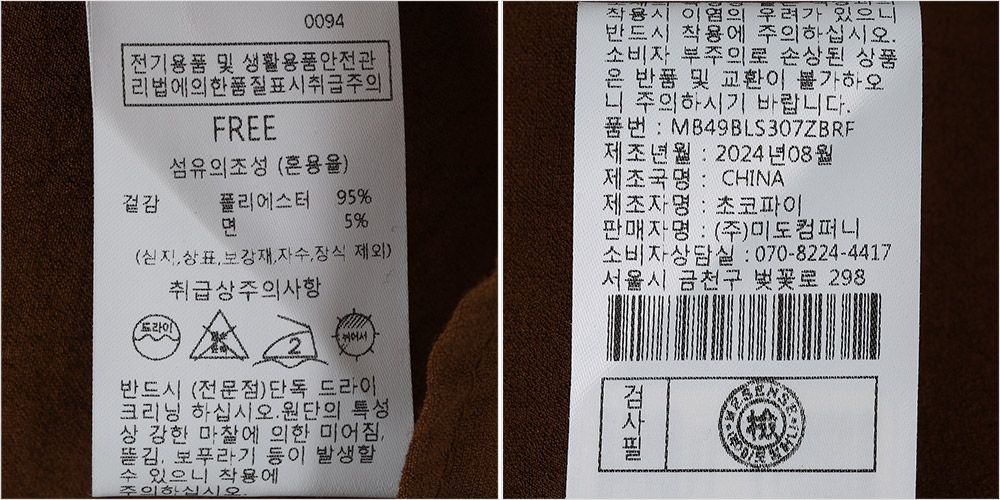 0094
전기용품 및 생활용품안전관
리법에의한품질표시취급주의
FREE
섬유의조성 (혼용율)
겉감 폴리에스터 95%
면 5%
(심지,상표,보강재,자수,장식 제외)
취급상주의사항
드라이
2
뉘어서
반드시 (전문점)단독 드라이
크리닝 하십시오.원단의 특성
상 강한 마찰에 의한 미어짐,
뜯김, 보푸라기 등이 발생할
수 있으니 착용에
주의하십시오.
착용시 이염의 우려가 있으니
반드시 착용에 주의하십시오.
소비자 부주의로 손상된 상품
은 반품 및 교환이 불가하오
니 주의하시기 바랍니다.
품번 : MB49BLS307ZBRF
제조년월 : 2024년08월
제조국명 : CHINA
제조자명 : 초코파이
판매자명 : (주)미도컴퍼니
소비자상담실 : 070-8224-4417
서울시 금천구 벚꽃로 298
검사필
檢